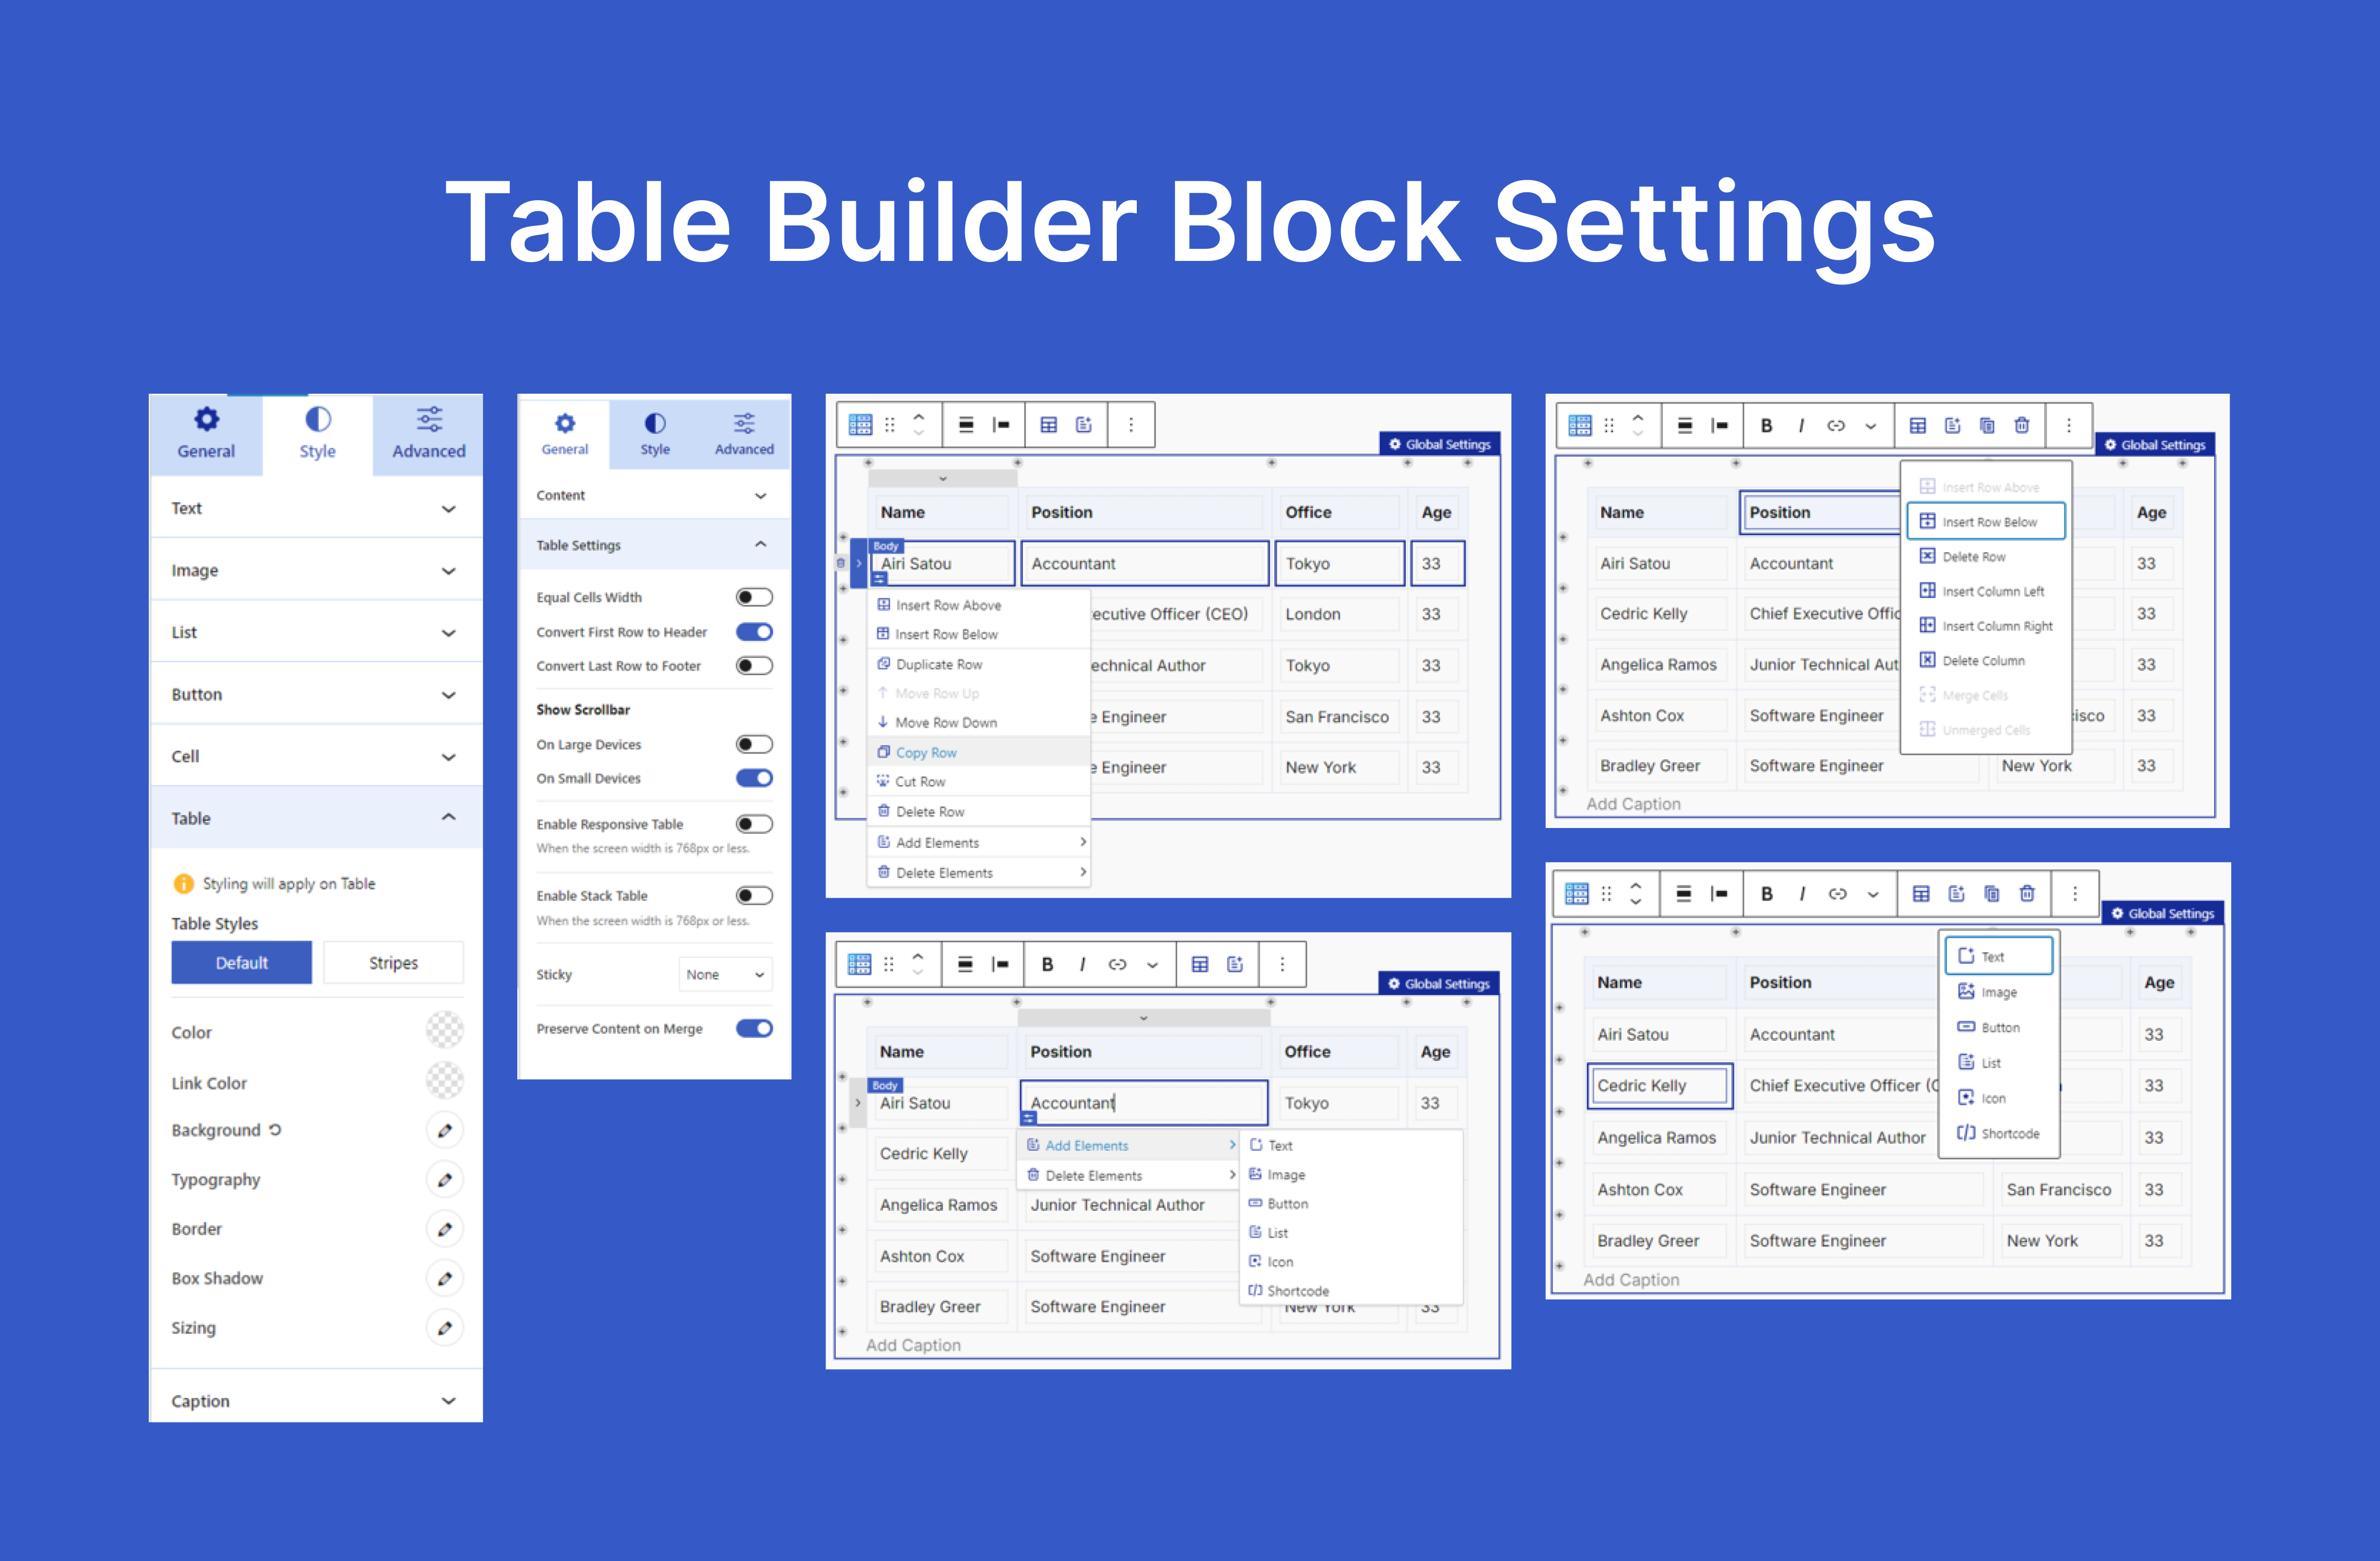 Table Builder Block Settings
General Style Advanced
Text
Image
List
Button
Cell
Table
Styling will apply on Table
Table Styles
Default Stripes
Color
Link Color
Background
Typography
Border
Box Shadow
Sizing
Caption
General Style Advanced
Content
Table Settings
Equal Cells Width
Convert First Row to Header
Convert Last Row to Footer
Show Scrollbar
On Large Devices
On Small Devices
Enable Responsive Table
When the screen width is 768px or less.
Enable Stack Table
When the screen width is 768px or less.
Sticky None
Preserve Content on Merge
Global Settings
Name Position Office Age
Body
Airi Satou Accountant Tokyo 33
Insert Row Above
ecutive Officer (CEO) London 33
Insert Row Below
Duplicate Row
echnical Author Tokyo 33
Move Row Up
Move Row Down
e Engineer San Francisco 33
Copy Row
e Engineer New York 33
Cut Row
Delete Row
Add Elements
Delete Elements
B I
Global Settings
Name Position Office Age
Body
Airi Satou Accountant Tokyo 33
Cedric Kelly
Add Elements
Delete Elements
Text
Image
Button
List
Icon
Shortcode
Angelica Ramos Junior Technical Author
Ashton Cox Software Engineer
Bradley Greer Software Engineer New York 33
Add Caption
B I
Global Settings
Name Position Age
Airi Satou Accountant 33
Cedric Kelly Chief Executive Offic 33
Angelica Ramos Junior Technical Aut 33
Ashton Cox Software Engineer isco 33
Bradley Greer Software Engineer New York 33
Add Caption
Insert Row Above
Insert Row Below
Delete Row
Insert Column Left
Insert Column Right
Delete Column
Merge Cells
Unmerged Cells
B I
Global Settings
Name Position Age
Airi Satou Accountant 33
Cedric Kelly Chief Executive Officer (C 33
Angelica Ramos Junior Technical Author 33
Ashton Cox Software Engineer San Francisco 33
Bradley Greer Software Engineer New York 33
Add Caption
Text
Image
Button
List
Icon
Shortcode